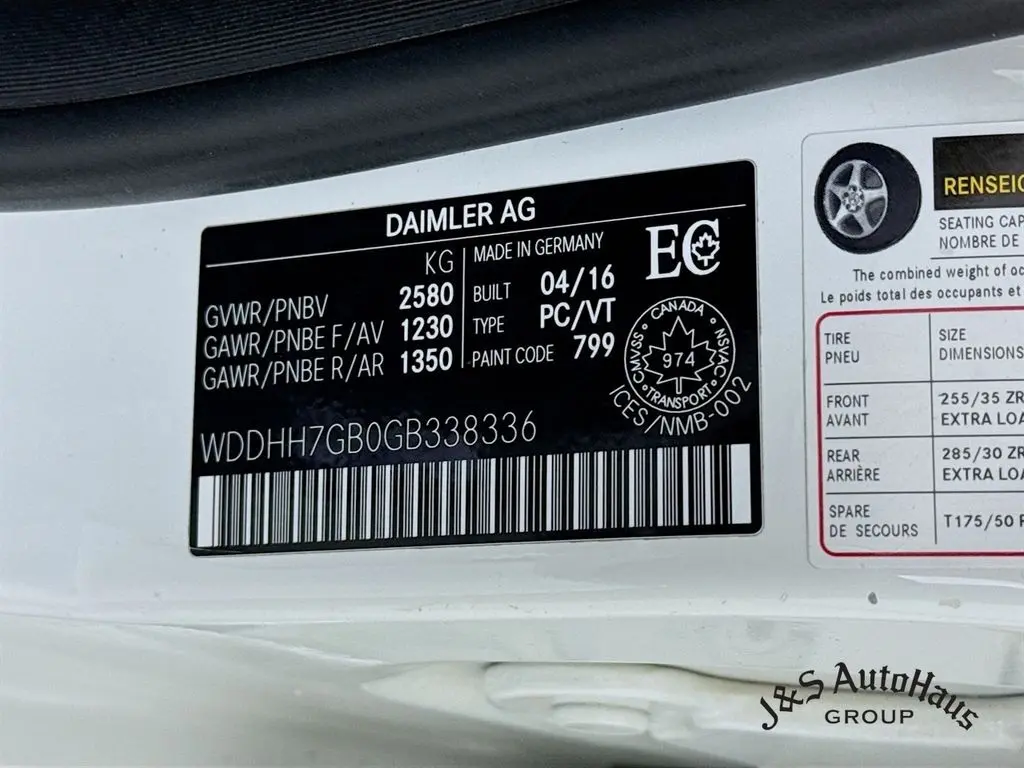 DAIMLER AG
KG
GVWR/PNBV 2580
GAWR/PNBE F/AV 1230
GAWR/PNBE R/AR 1350
MADE IN GERMANY
BUILT 04/16
TYPE PC/VT
PAINT CODE 799
EC
CANADA
CMVSS NSVAC
974
TRANSPORT
ICES/NMB-002
WDDHH7GB0GB338336
RENSEIG
SEATING CAP
NOMBRE DE
The combined weight of oc
Le poids total des occupants et
TIRE SIZE
PNEU DIMENSIONS
FRONT 255/35 ZR
AVANT EXTRA LOA
REAR 285/30 ZR
ARRIÈRE EXTRA LOA
SPARE
DE SECOURS T175/50
J&S AUTOHAUS
GROUP